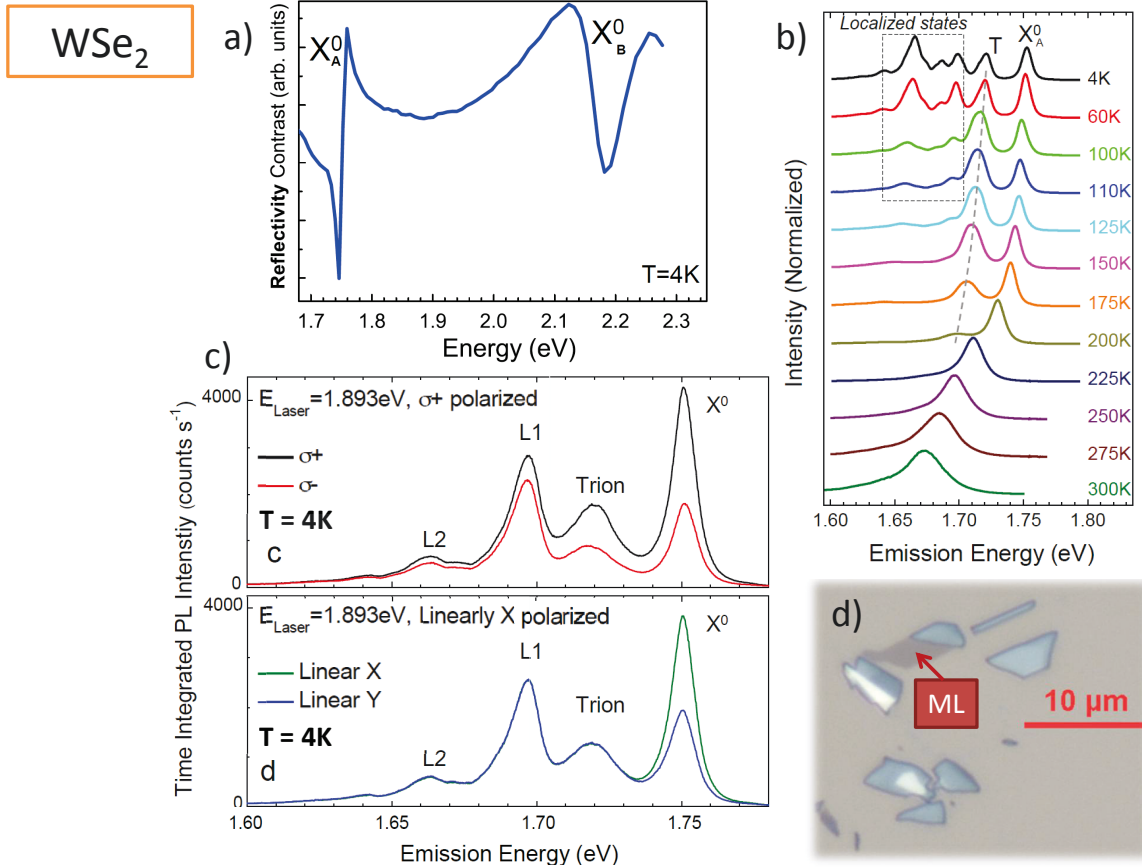 WSe2
a)
X0A
X0B
Reflectivity Contrast (arb. units)
T=4K
1.7 1.8 1.9 2.0 2.1 2.2 2.3
Energy (eV)
b)
Localized states
T
X0A
4K
60K
100K
110K
125K
150K
175K
200K
225K
250K
275K
300K
Intensity (Normalized)
1.60 1.65 1.70 1.75 1.80
Emission Energy (eV)
c)
4000
0
ELaser=1.893eV, σ+ polarized
X0
L1
σ+
σ-
Trion
T = 4K
L2
c
Time Integrated PL Intenstiy (counts s-1)
4000
0
ELaser=1.893eV, Linearly X polarized
X0
L1
Linear X
Linear Y
Trion
T = 4K
L2
d
1.60 1.65 1.70 1.75
Emission Energy (eV)
d)
ML
10 µm